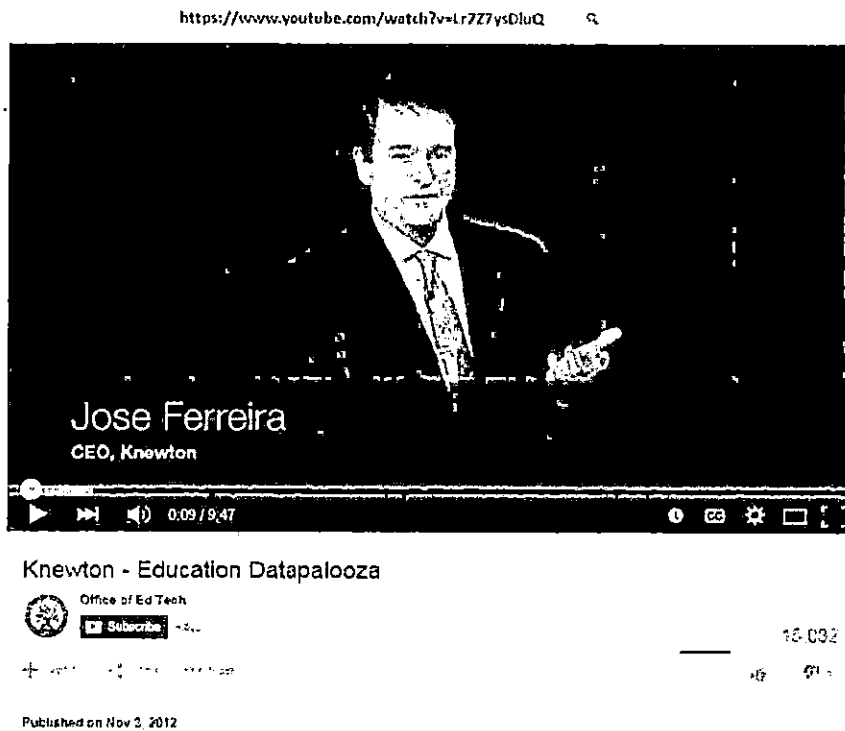 https://www.youtube.com/watch?v=Lr7Z7ysDluQ
Jose Ferreira
CEO, Knewton
0:09 / 9:47
CC
Knewton - Education Datapalooza
Office of Ed Tech
Subscribe
Published on Nov 3, 2012